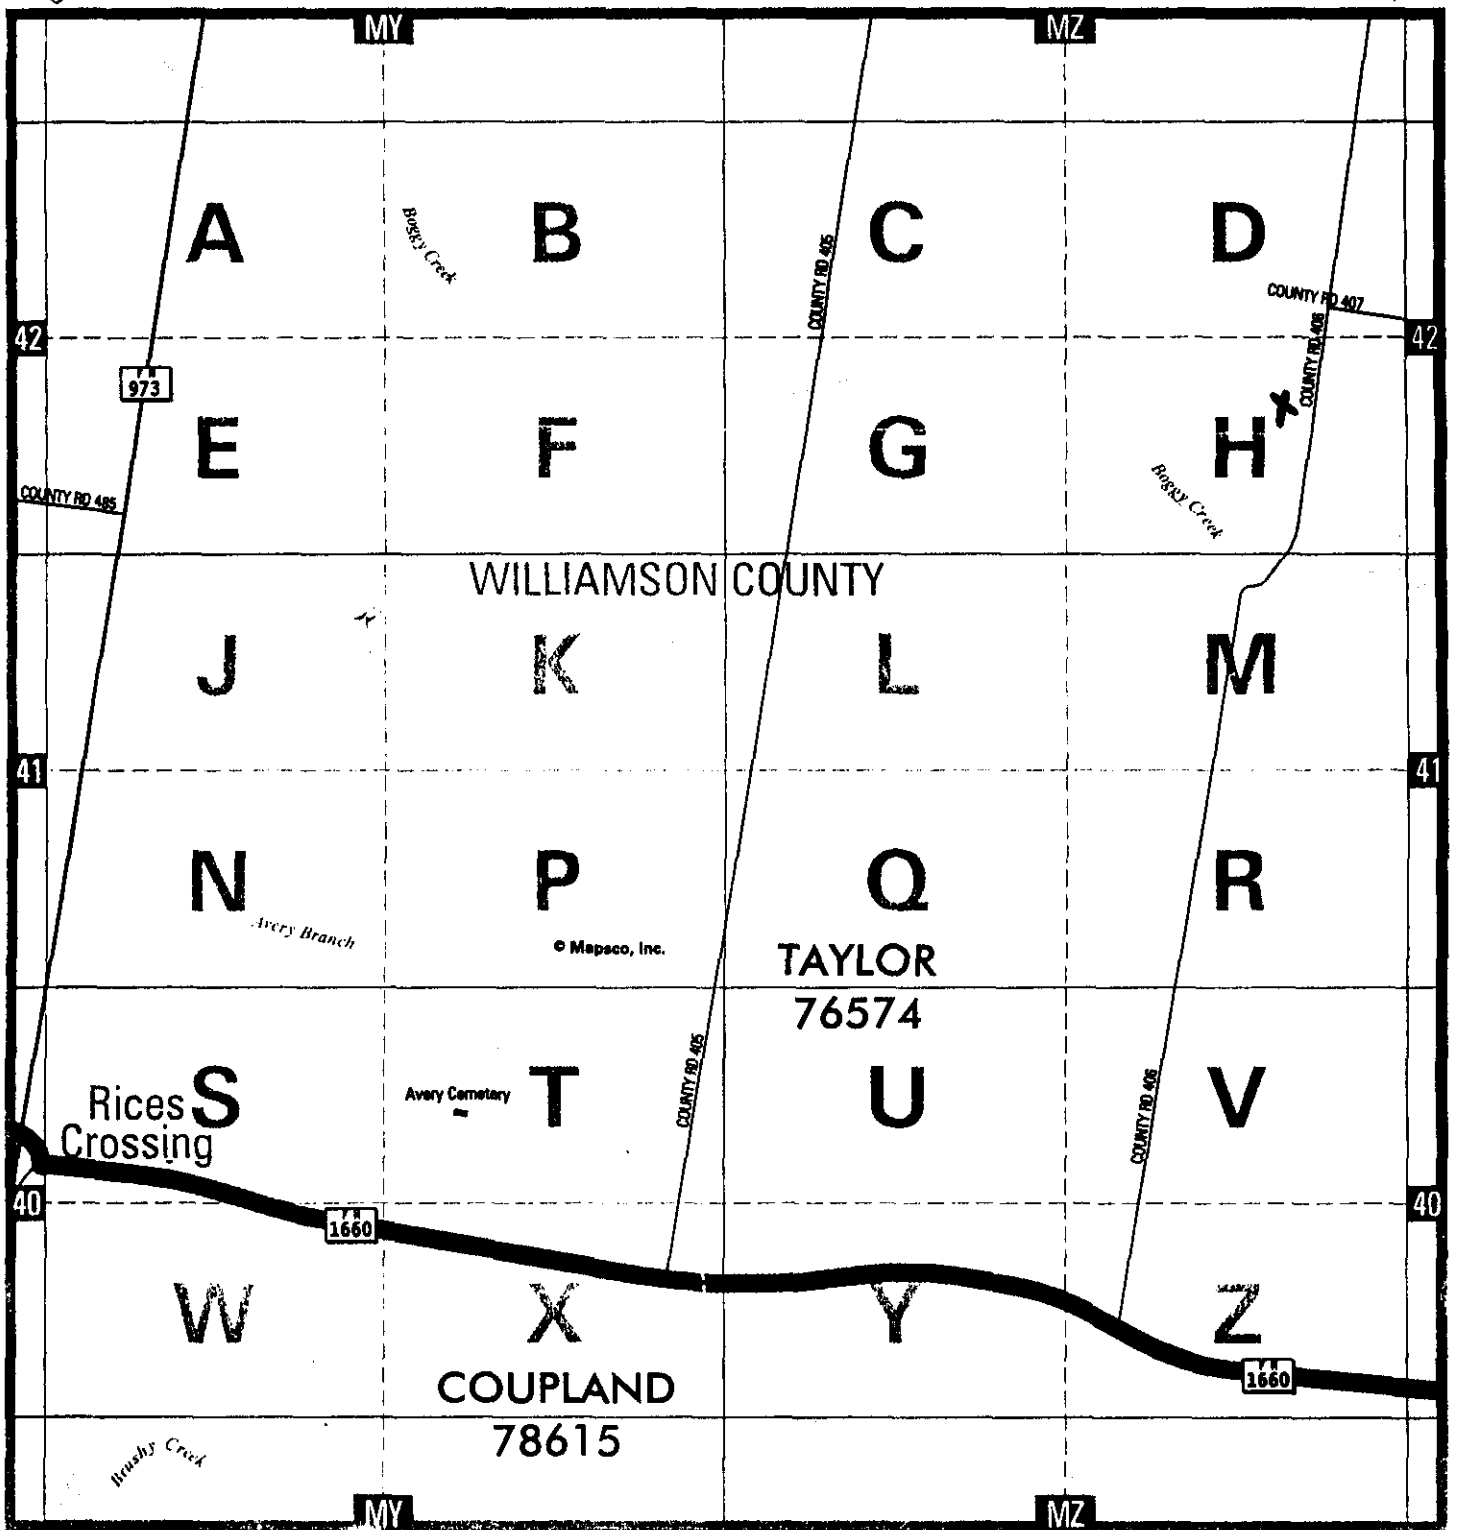 MY
MZ
A
B
C
D
Boggy Creek
COUNTY RD 405
COUNTY RD 407
COUNTY RD 406
42
42
F M
973
E
F
G
H
X
COUNTY RD 485
Boggy Creek
WILLIAMSON COUNTY
J
K
L
M
41
41
N
P
Q
R
Avery Branch
© Mapsco, Inc.
TAYLOR
76574
COUNTY RD 405
COUNTY RD 406
Rices
Crossing
S
Avery Cemetery
T
U
V
40
40
F M
1660
W
X
Y
Z
F M
1660
COUPLAND
78615
Brushy Creek
MY
MZ